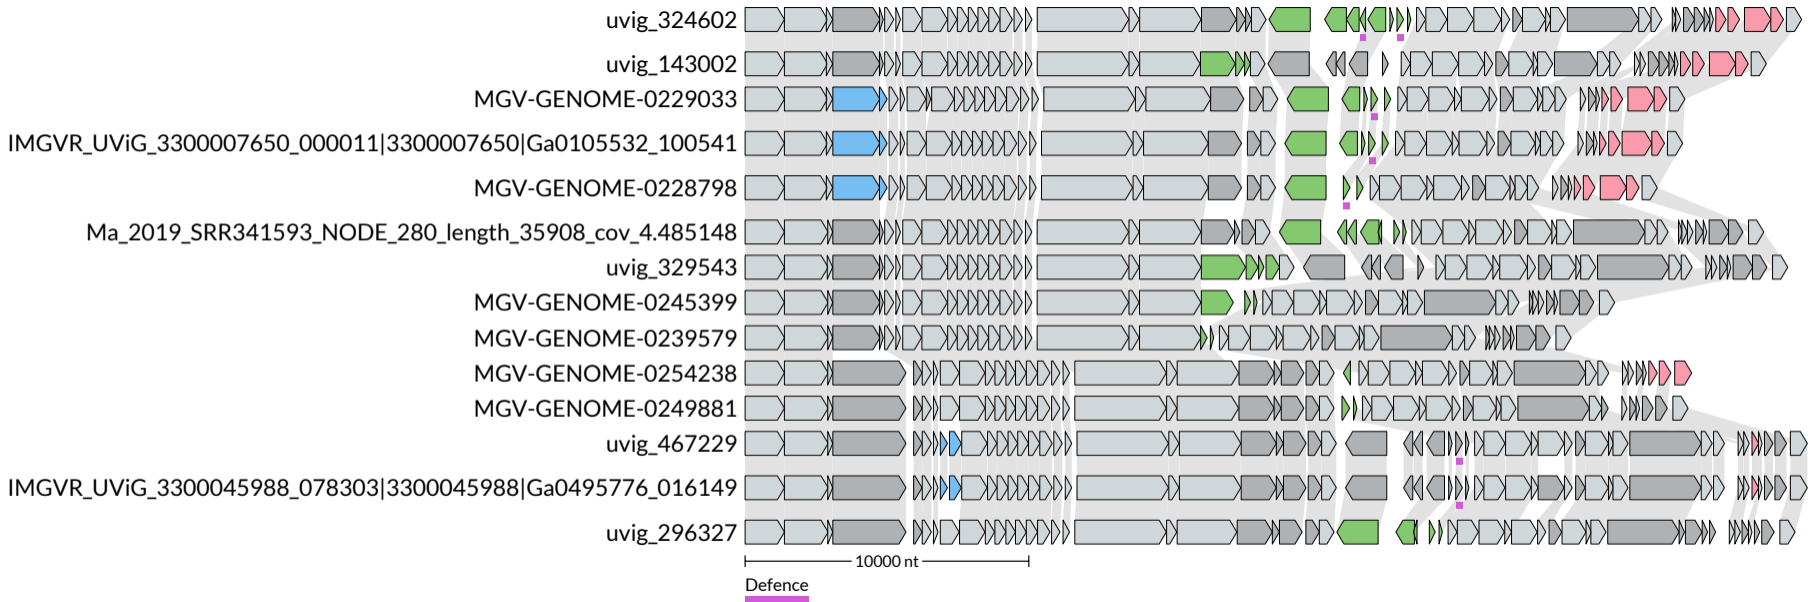 uvig_324602
uvig_143002
MGV-GENOME-0229033
IMGVR_UViG_3300007650_000011|3300007650|Ga0105532_100541
MGV-GENOME-0228798
Ma_2019_SRR341593_NODE_280_length_35908_cov_4.485148
uvig_329543
MGV-GENOME-0245399
MGV-GENOME-0239579
MGV-GENOME-0254238
MGV-GENOME-0249881
uvig_467229
IMGVR_UViG_3300045988_078303|3300045988|Ga0495776_016149
uvig_296327
10000 nt
Defence